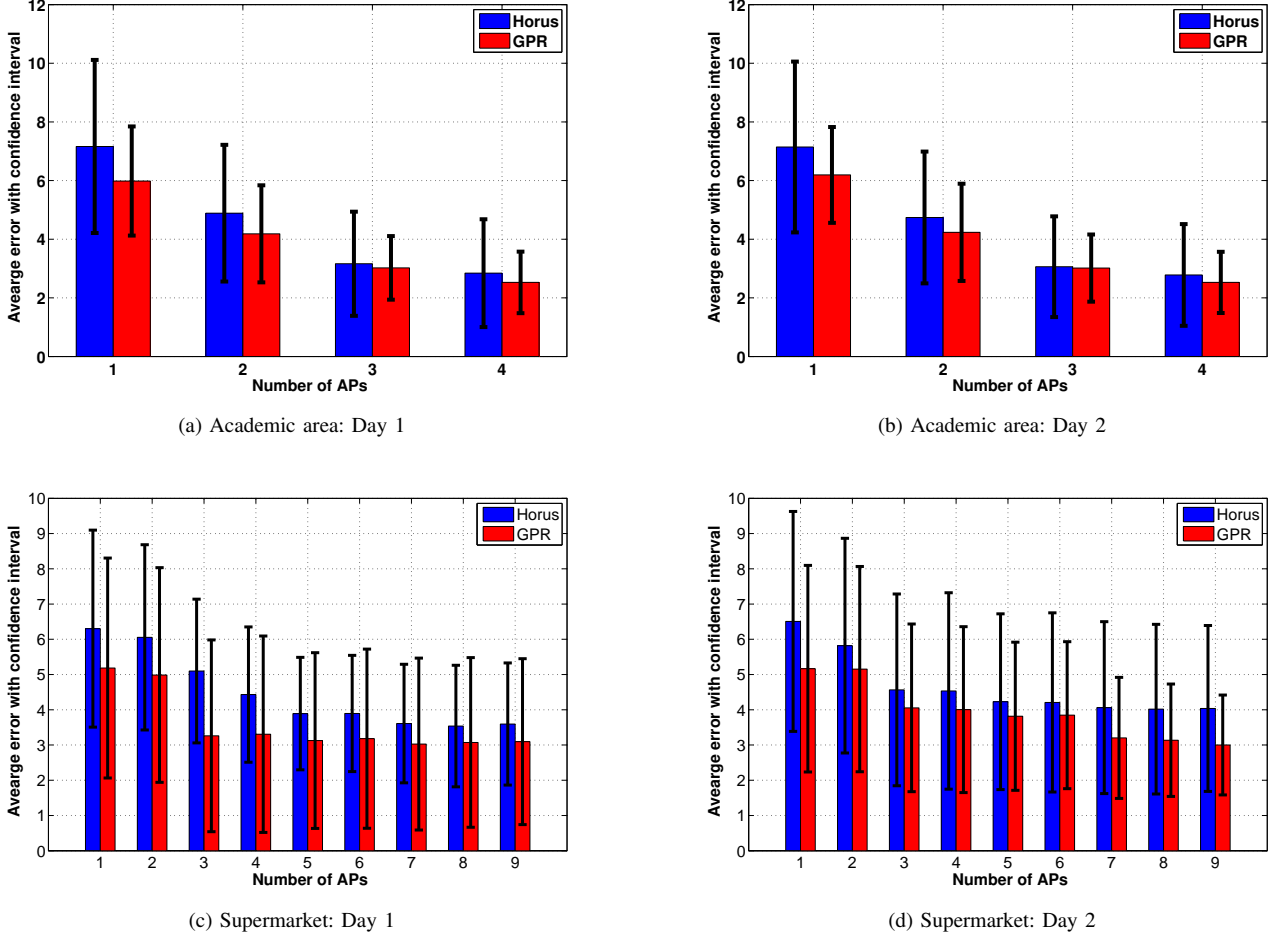 12
10
8
6
4
2
0
Avearge error with confidence interval
Horus
GPR
1 2 3 4
Number of APs
(a) Academic area: Day 1
12
10
8
6
4
2
0
Avearge error with confidence interval
Horus
GPR
1 2 3 4
Number of APs
(b) Academic area: Day 2
10
9
8
7
6
5
4
3
2
1
0
Avearge error with confidence interval
Horus
GPR
1 2 3 4 5 6 7 8 9
Number of APs
(c) Supermarket: Day 1
10
9
8
7
6
5
4
3
2
1
0
Avearge error with confidence interval
Horus
GPR
1 2 3 4 5 6 7 8 9
Number of APs
(d) Supermarket: Day 2